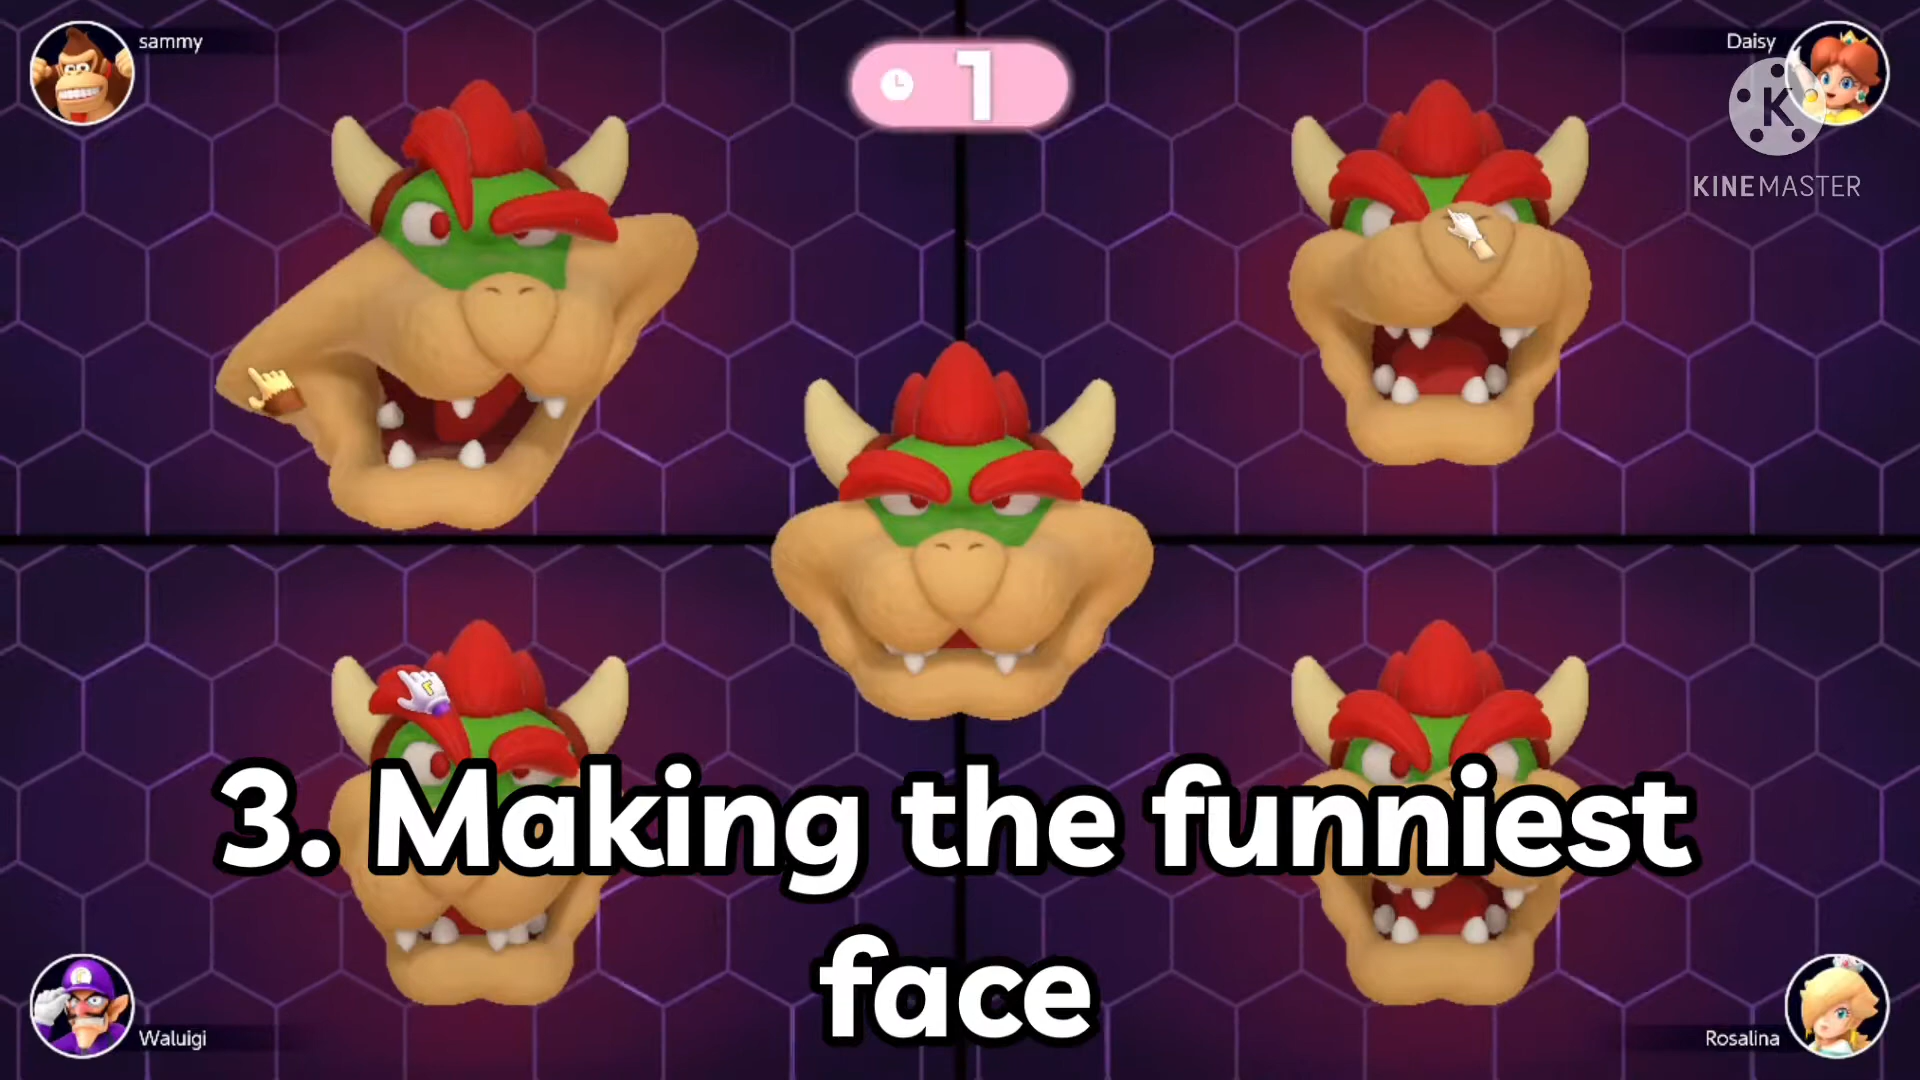 sammy
1
Daisy
K
KINEMASTER
3. Making the funniest
face
Waluigi
Rosalina